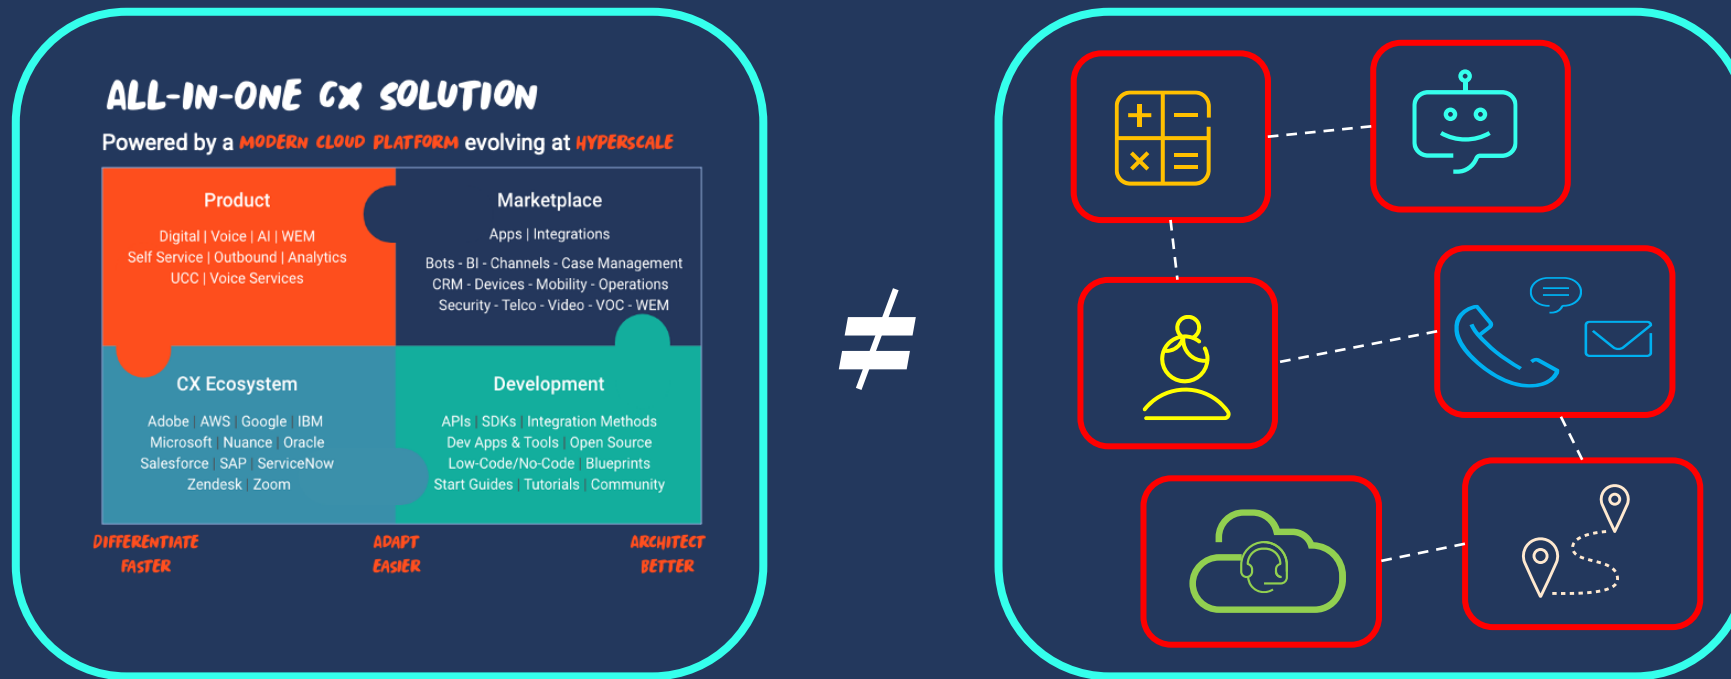 ALL-IN-ONE CX SOLUTION
Powered by a MODERN CLOUD PLATFORM evolving at HYPERSCALE
Product
Digital | Voice | AI | WEM
Self Service | Outbound | Analytics
UCC | Voice Services
Marketplace
Apps | Integrations
Bots - BI - Channels - Case Management
CRM - Devices - Mobility - Operations
Security - Telco - Video - VOC - WEM
CX Ecosystem
Adobe | AWS | Google | IBM
Microsoft | Nuance | Oracle
Salesforce | SAP | ServiceNow
Zendesk | Zoom
Development
APIs | SDKs | Integration Methods
Dev Apps & Tools | Open Source
Low-Code/No-Code | Blueprints
Start Guides | Tutorials | Community
DIFFERENTIATE
FASTER
ADAPT
EASIER
ARCHITECT
BETTER
≠